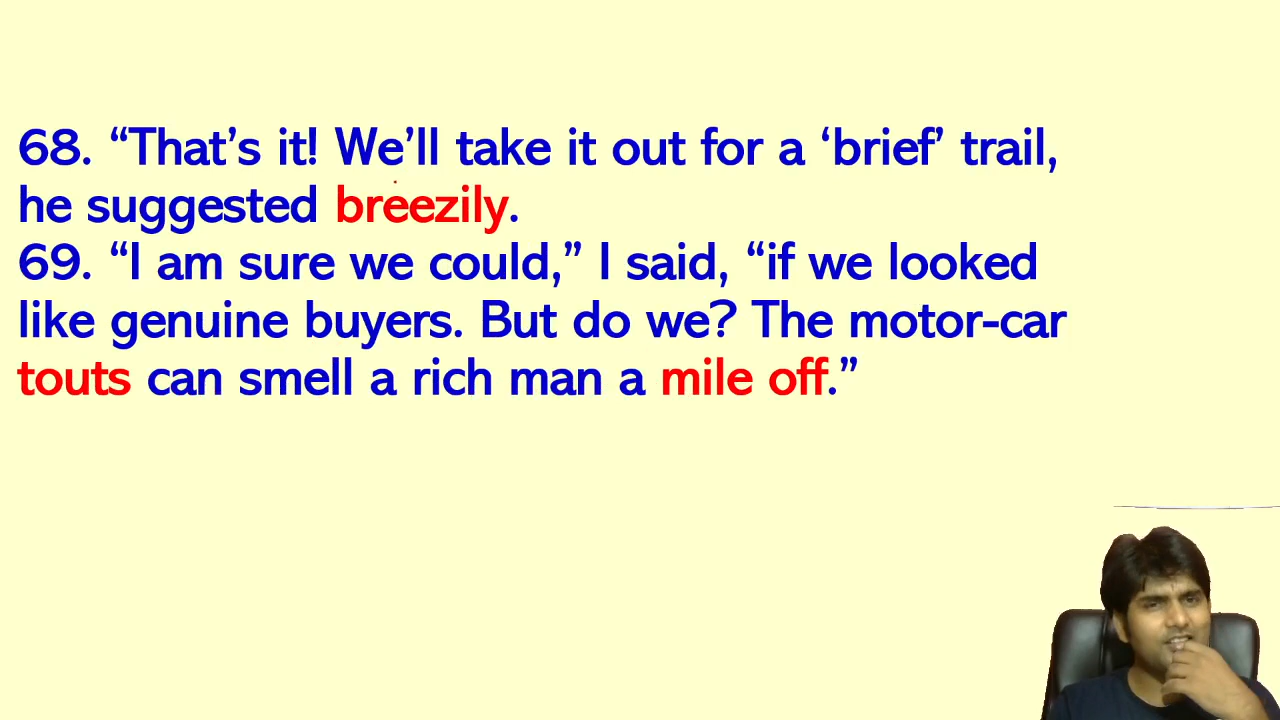 68. “That’s it! We’ll take it out for a ‘brief’ trail,
he suggested breezily.
69. “I am sure we could,” I said, “if we looked
like genuine buyers. But do we? The motor-car
touts can smell a rich man a mile off.”